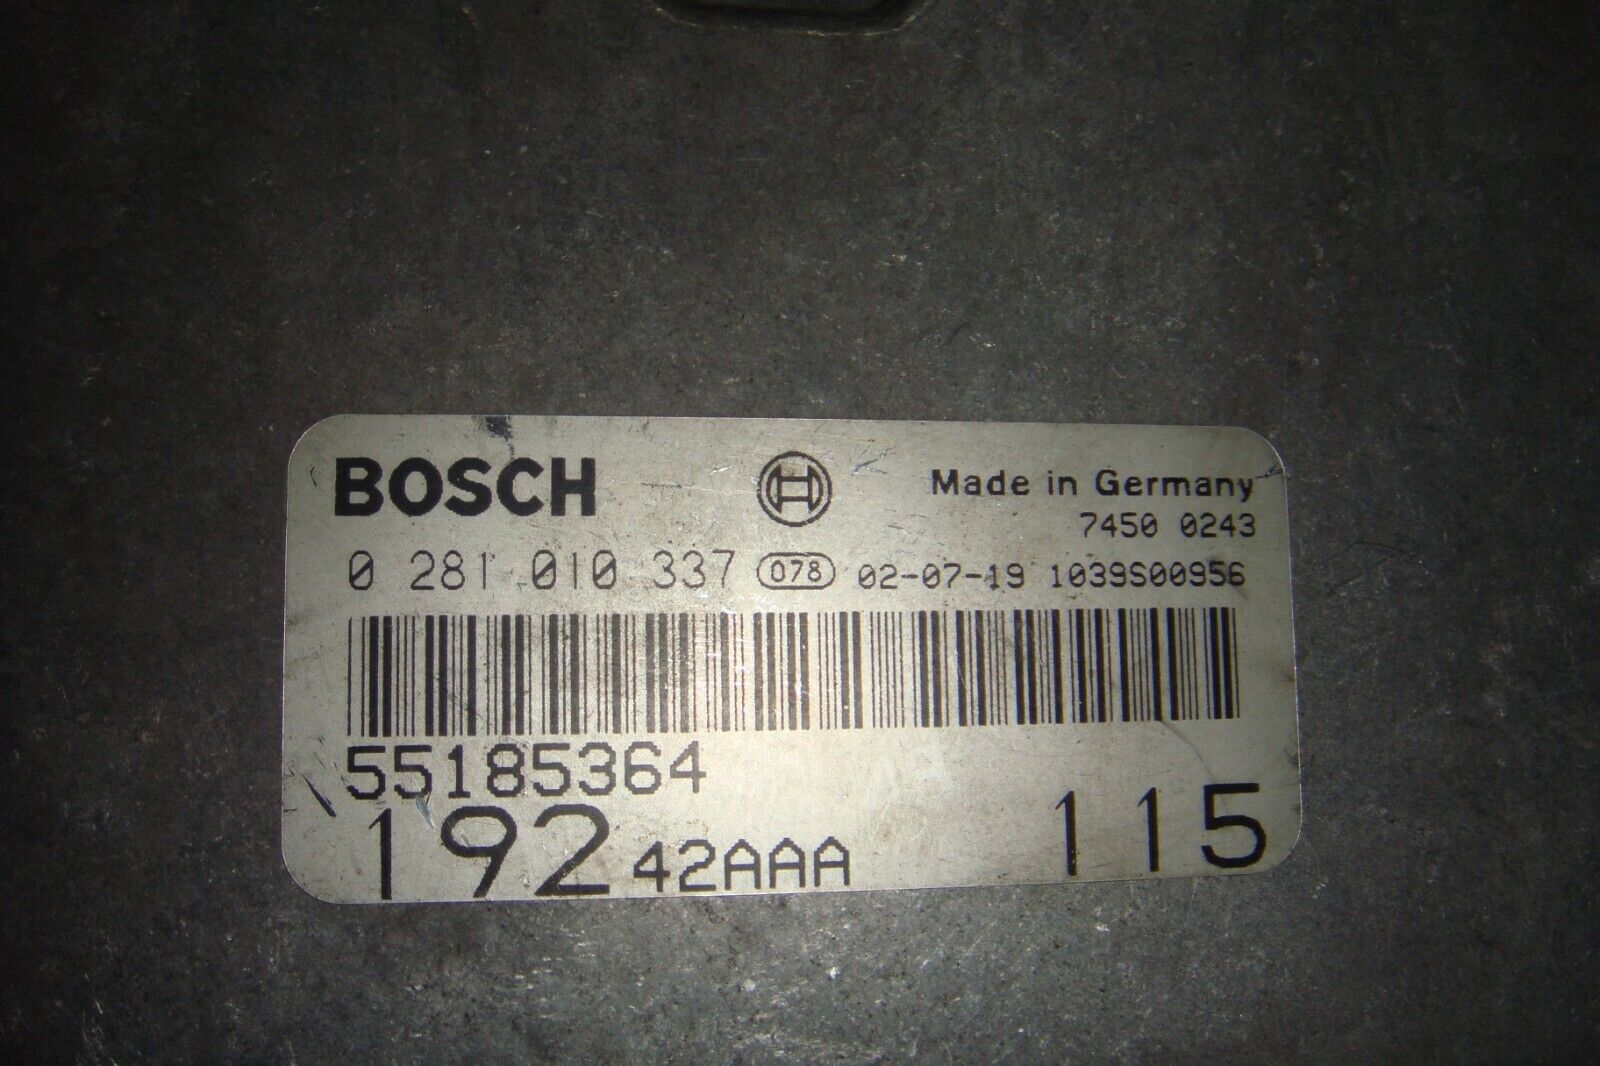 BOSCH
Made in Germany
7450 0243
0 281 010 337 078 02-07-19 1039S00956
55185364
192 42AAA 115